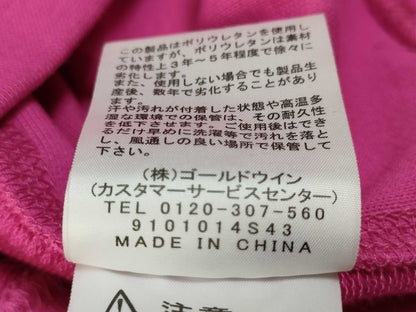 この製品はポリウレタンを使用し
ていますが、ポリウレタンは素材
の特性上3年～5年程度で徐々に
劣化します。
また、使用しない場合でも製品生
産後、数年で劣化することがあり
ます。
汗や汚れが付着した状態や高温多
湿な環境での保管は、その耐久性
を低下させます。ご使用後はでき
るだけ早めに洗濯等で汚れを落と
し、風通しの良い場所で保管して
下さい。
(株)ゴールドウイン
(カスタマーサービスセンター)
TEL 0120-307-560
9101014S43
MADE IN CHINA
注意